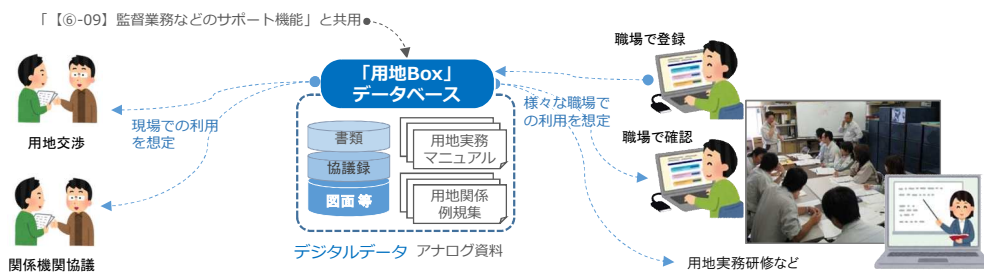 「【⑥-09】監督業務などのサポート機能」と共用
職場で登録
「用地Box」
データベース
様々な職場で
の利用を想定
現場での利用
を想定
用地交渉
書類
協議録
図面等
用地実務
マニュアル
用地関係
例規集
職場で確認
デジタルデータ アナログ資料
関係機関協議
用地実務研修など